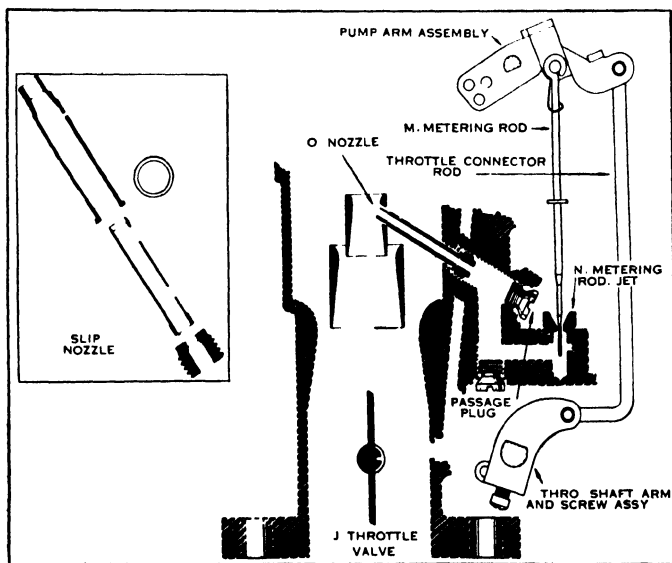 PUMP ARM ASSEMBLY
M. METERING ROD
O NOZZLE
THROTTLE CONNECTOR
ROD
N. METERING
ROD. JET
SLIP
NOZZLE
PASSAGE
PLUG
THRO SHAFT ARM
AND SCREW ASSY
J THROTTLE
VALVE